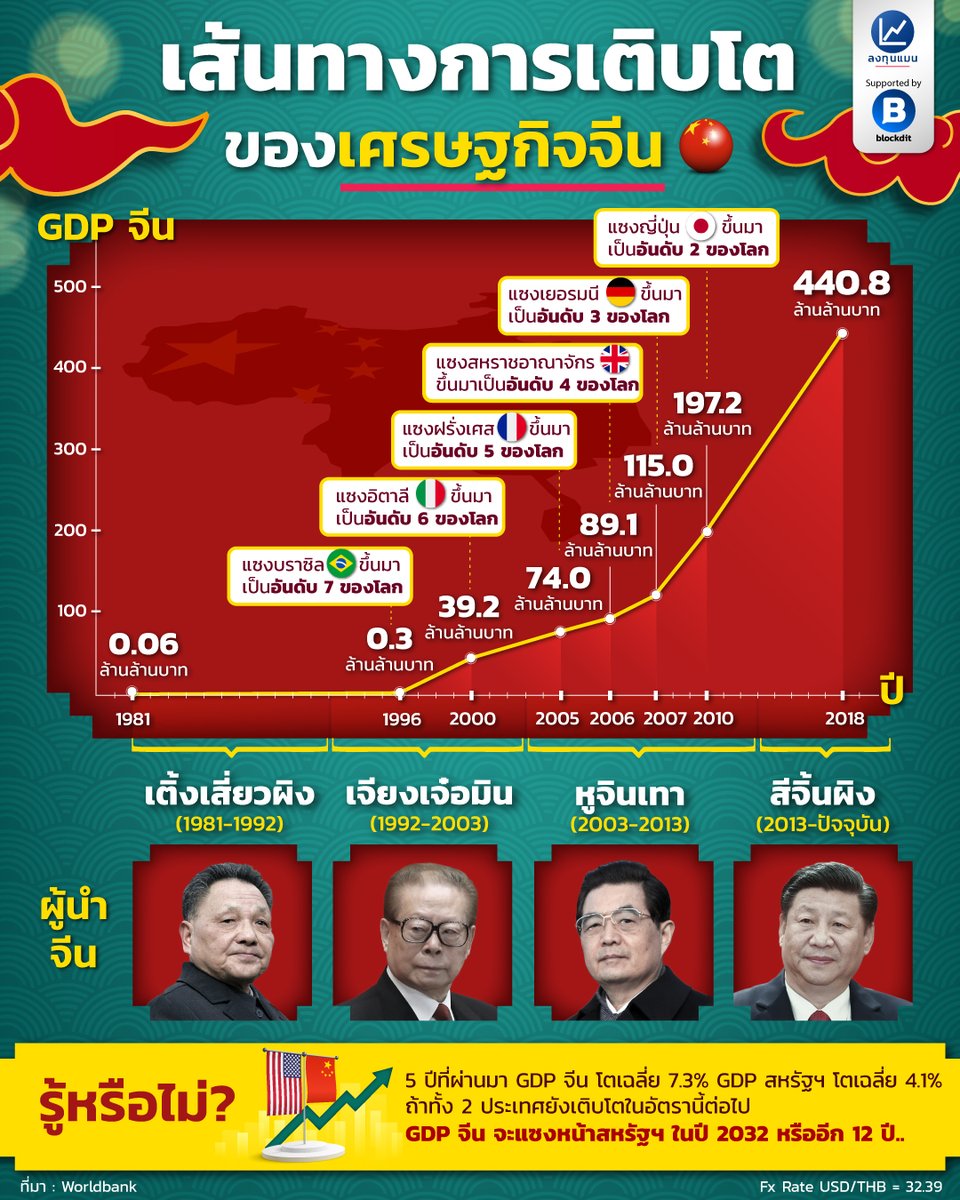 เส้นทางการเติบโต
ของเศรษฐกิจจีน
ลงทุนแมน
Supported by
B
blockdit
GDP จีน
500
400
300
200
100
แซงญี่ปุ่น ขึ้นมา
เป็นอันดับ 2 ของโลก
แซงเยอรมนี ขึ้นมา
เป็นอันดับ 3 ของโลก
แซงสหราชอาณาจักร
ขึ้นมาเป็นอันดับ 4 ของโลก
แซงฝรั่งเศส ขึ้นมา
เป็นอันดับ 5 ของโลก
แซงอิตาลี ขึ้นมา
เป็นอันดับ 6 ของโลก
แซงบราซิล ขึ้นมา
เป็นอันดับ 7 ของโลก
0.06
ล้านล้านบาท
0.3
ล้านล้านบาท
39.2
ล้านล้านบาท
74.0
ล้านล้านบาท
89.1
ล้านล้านบาท
115.0
ล้านล้านบาท
197.2
ล้านล้านบาท
440.8
ล้านล้านบาท
ปี
1981 1996 2000 2005 2006 2007 2010 2018
เติ้งเสี่ยวผิง เจียงเจ๋อมิน หูจินเทา สีจิ้นผิง
(1981-1992) (1992-2003) (2003-2013) (2013-ปัจจุบัน)
ผู้นำ
จีน
รู้หรือไม่?
5 ปีที่ผ่านมา GDP จีน โตเฉลี่ย 7.3% GDP สหรัฐฯ โตเฉลี่ย 4.1%
ถ้าทั้ง 2 ประเทศยังเติบโตในอัตรานี้ต่อไป
GDP จีน จะแซงหน้าสหรัฐฯ ในปี 2032 หรืออีก 12 ปี..
ที่มา : Worldbank
Fx Rate USD/THB = 32.39